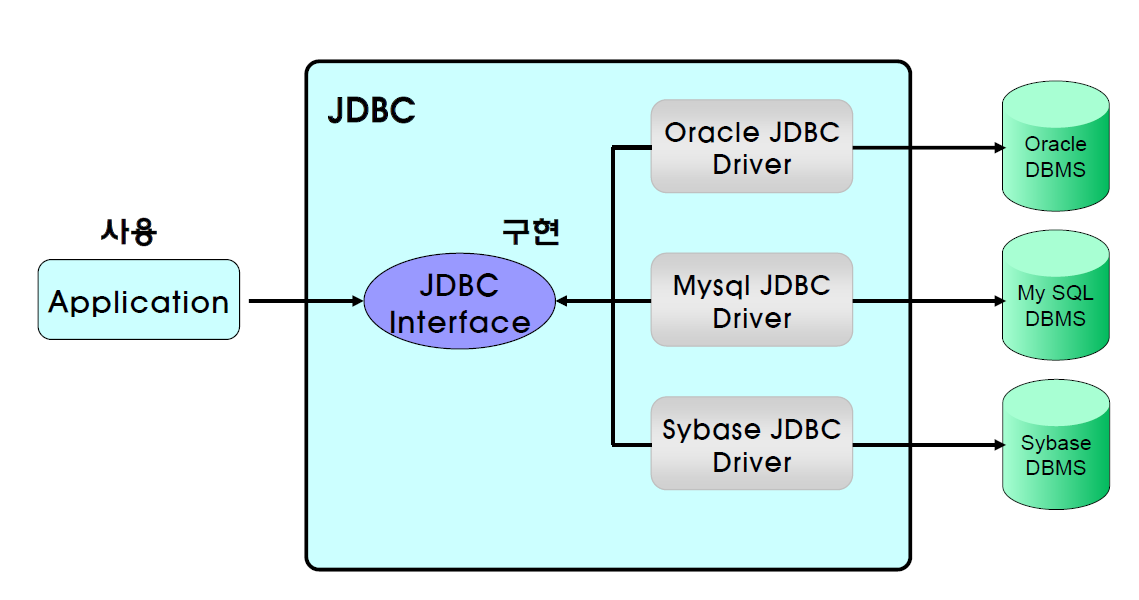 JDBC
사용
Application
구현
JDBC
Interface
Oracle JDBC
Driver
Mysql JDBC
Driver
Sybase JDBC
Driver
Oracle
DBMS
My SQL
DBMS
Sybase
DBMS